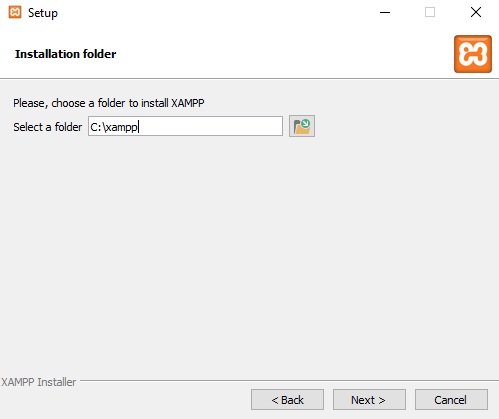 Setup
Installation folder
Please, choose a folder to install XAMPP
Select a folder C:\xampp
XAMPP Installer
< Back Next > Cancel